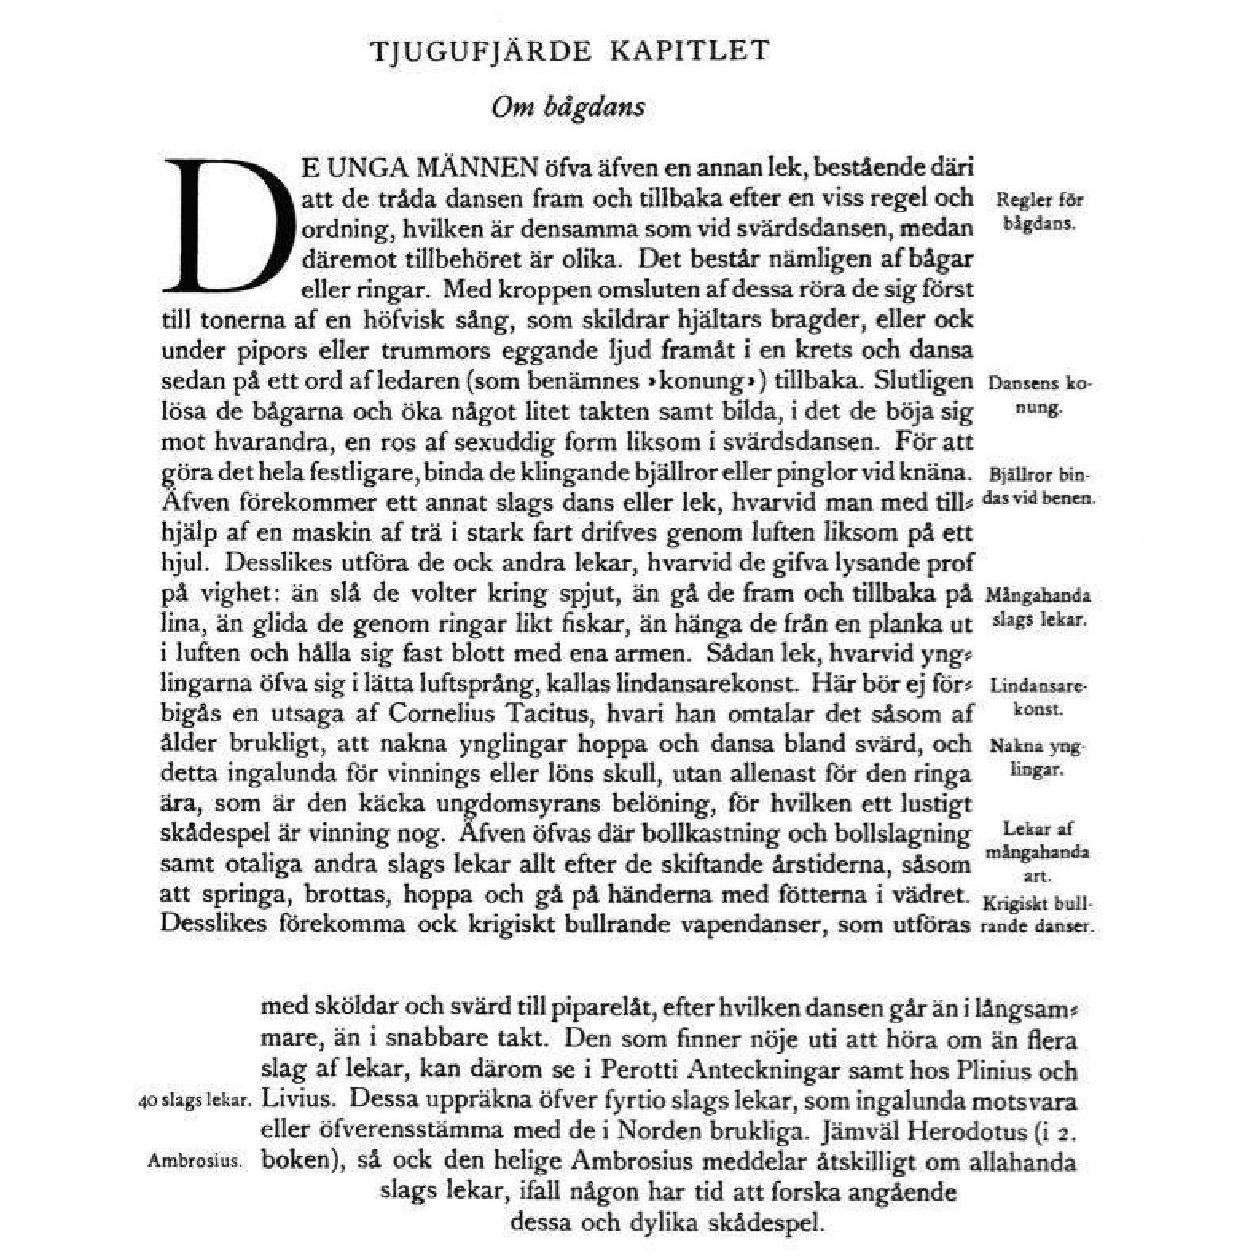 TJUGUFJÄRDE KAPITLET
Om bågdans
DE UNGA MÄNNEN öfva äfven en annan lek, bestående däri
att de tråda dansen fram och tillbaka efter en viss regel och
Regler för
ordning, hvilken är densamma som vid svärdsdansen, medan
bågdans.
däremot tillbehöret är olika. Det består nämligen af bågar
eller ringar. Med kroppen omsluten af dessa röra de sig först
till tonerna af en höfvisk sång, som skildrar hjältars bragder, eller ock
under pipors eller trummors eggande ljud framåt i en krets och dansa
sedan på ett ord af ledaren (som benämnes ›konung›) tillbaka. Slutligen
Dansens ko-
lösa de bågarna och öka något litet takten samt bilda, i det de böja sig
nung.
mot hvarandra, en ros af sexuddig form liksom i svärdsdansen. För att
göra det hela festligare, binda de klingande bjällror eller pinglor vid knäna.
Bjällror bin-
Äfven förekommer ett annat slags dans eller lek, hvarvid man med till-
das vid benen.
hjälp af en maskin af trä i stark fart drifves genom luften liksom på ett
hjul. Desslikes utföra de ock andra lekar, hvarvid de gifva lysande prof
på vighet: än slå de volter kring spjut, än gå de fram och tillbaka på
Mångahanda
lina, än glida de genom ringar likt fiskar, än hänga de från en planka ut
slags lekar.
i luften och hålla sig fast blott med ena armen. Sådan lek, hvarvid yng-
lingarna öfva sig i lätta luftsprång, kallas lindansarekonst. Här bör ej för-
Lindansare-
bigås en utsaga af Cornelius Tacitus, hvari han omtalar det såsom af
konst.
ålder brukligt, att nakna ynglingar hoppa och dansa bland svärd, och
Nakna yng-
detta ingalunda för vinnings eller löns skull, utan allenast för den ringa
lingar.
ära, som är den käcka ungdomsyrans belöning, för hvilken ett lustigt
skådespel är vinning nog. Äfven öfvas där bollkastning och bollslagning
Lekar af
samt otaliga andra slags lekar allt efter de skiftande årstiderna, såsom
mångahanda
art.
att springa, brottas, hoppa och gå på händerna med fötterna i vädret.
Krigiskt bull-
Desslikes förekomma ock krigiskt bullrande vapendanser, som utföras
rande danser.
med sköldar och svärd till piparelåt, efter hvilken dansen går än i långsam-
mare, än i snabbare takt. Den som finner nöje uti att höra om än flera
slag af lekar, kan därom se i Perotti Anteckningar samt hos Plinius och
40 slags lekar.
Livius. Dessa uppräkna öfver fyrtio slags lekar, som ingalunda motsvara
eller öfverensstämma med de i Norden brukliga. Jämväl Herodotus (i 2.
Ambrosius.
boken), så ock den helige Ambrosius meddelar åtskilligt om allahanda
slags lekar, ifall någon har tid att forska angående
dessa och dylika skådespel.